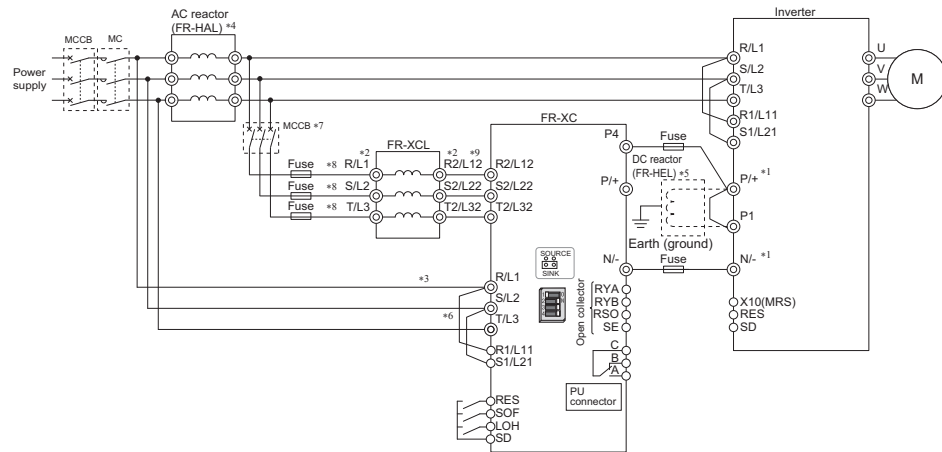 AC reactor
(FR-HAL) *4
MCCB
MC
Power
supply
Inverter
R/L1
S/L2
T/L3
R1/L11
S1/L21
U
V
W
M
MCCB *7
FR-XCL
FR-XC
*2
*2
*9
Fuse
*8
R/L1
R2/L12
R2/L12
Fuse
*8
S/L2
S2/L22
S2/L22
Fuse
*8
T/L3
T2/L32
T2/L32
P4
Fuse
DC reactor
(FR-HEL) *5
P/+
P/+ *1
P1
Earth (ground)
N/-
Fuse
N/- *1
SOURCE
SINK
*3
R/L1
S/L2
*6
T/L3
R1/L11
S1/L21
Open collector
RYA
RYB
RSO
SE
X10(MRS)
RES
SD
C
B
A
PU
connector
RES
SOF
LOH
SD